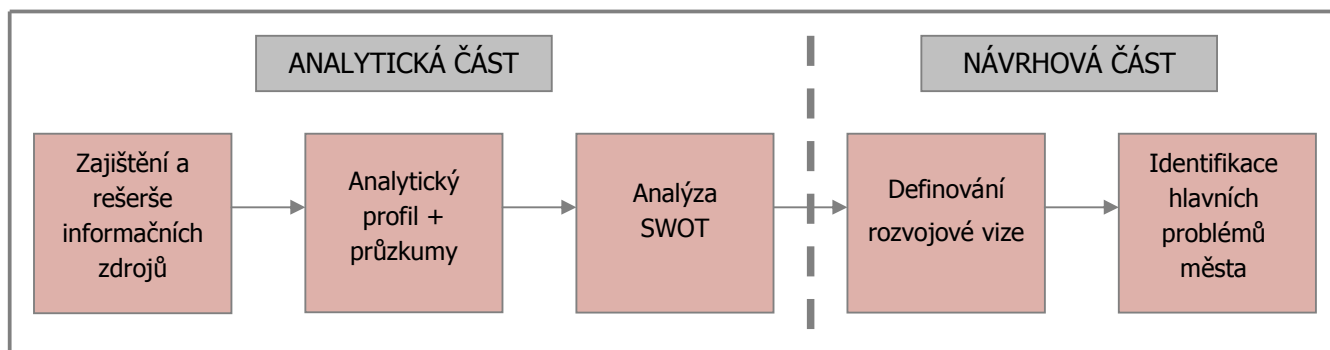 ANALYTICKÁ ČÁST
NÁVRHOVÁ ČÁST
Zajištění a
rešerše
informačních
zdrojů
Analytický
profil +
průzkumy
Analýza
SWOT
Definování
rozvojové vize
Identifikace
hlavních
problémů
města